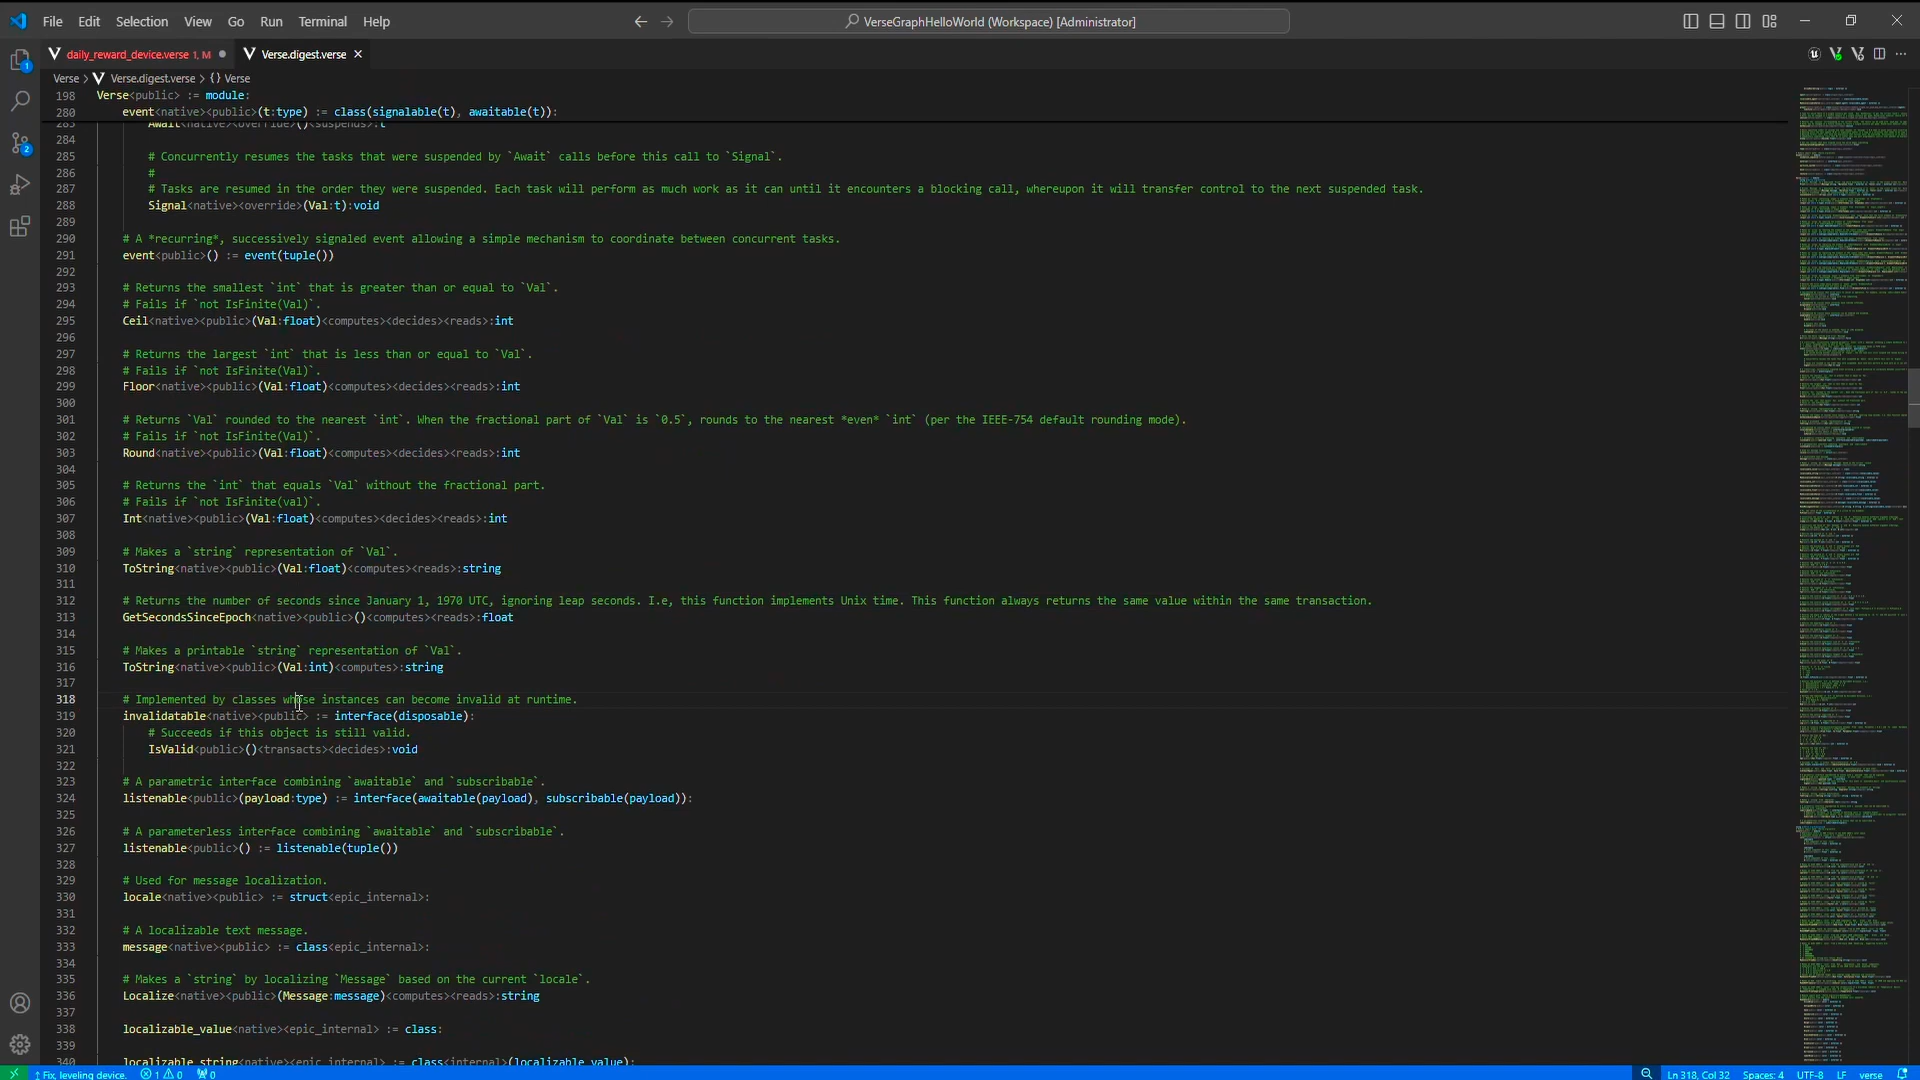 File Edit Selection View Go Run Terminal Help
VerseGraphHelloWorld (Workspace) [Administrator]
daily_reward_device.verse 1, M
Verse.digest.verse
Verse > Verse.digest.verse > {} Verse
198 Verse<public> := module:
280 event<native><public>(t:type) := class(signalable(t), awaitable(t)):
283 Await<native><override>()<suspends>:t
284
285 # Concurrently resumes the tasks that were suspended by `Await` calls before this call to `Signal`.
286 #
287 # Tasks are resumed in the order they were suspended. Each task will perform as much work as it can until it encounters a blocking call, whereupon it will transfer control to the next suspended task.
288 Signal<native><override>(Val:t):void
289
290 # A *recurring*, successively signaled event allowing a simple mechanism to coordinate between concurrent tasks.
291 event<public>() := event(tuple())
292
293 # Returns the smallest `int` that is greater than or equal to `Val`.
294 # Fails if `not IsFinite(Val)`.
295 Ceil<native><public>(Val:float)<computes><decides><reads>:int
296
297 # Returns the largest `int` that is less than or equal to `Val`.
298 # Fails if `not IsFinite(Val)`.
299 Floor<native><public>(Val:float)<computes><decides><reads>:int
300
301 # Returns `Val` rounded to the nearest `int`. When the fractional part of `Val` is `0.5`, rounds to the nearest *even* `int` (per the IEEE-754 default rounding mode).
302 # Fails if `not IsFinite(Val)`.
303 Round<native><public>(Val:float)<computes><decides><reads>:int
304
305 # Returns the `int` that equals `Val` without the fractional part.
306 # Fails if `not IsFinite(val)`.
307 Int<native><public>(Val:float)<computes><decides><reads>:int
308
309 # Makes a `string` representation of `Val`.
310 ToString<native><public>(Val:float)<computes><reads>:string
311
312 # Returns the number of seconds since January 1, 1970 UTC, ignoring leap seconds. I.e, this function implements Unix time. This function always returns the same value within the same transaction.
313 GetSecondsSinceEpoch<native><public>()<computes><reads>:float
314
315 # Makes a printable `string` representation of `Val`.
316 ToString<native><public>(Val:int)<computes>:string
317
318 # Implemented by classes whose instances can become invalid at runtime.
319 invalidatable<native><public> := interface(disposable):
320 # Succeeds if this object is still valid.
321 IsValid<public>()<transacts><decides>:void
322
323 # A parametric interface combining `awaitable` and `subscribable`.
324 listenable<public>(payload:type) := interface(awaitable(payload), subscribable(payload)):
325
326 # A parameterless interface combining `awaitable` and `subscribable`.
327 listenable<public>() := listenable(tuple())
328
329 # Used for message localization.
330 locale<native><public> := struct<epic_internal>:
331
332 # A localizable text message.
333 message<native><public> := class<epic_internal>:
334
335 # Makes a `string` by localizing `Message` based on the current `locale`.
336 Localize<native><public>(Message:message)<computes><reads>:string
337
338 localizable_value<native><epic_internal> := class:
339
340 localizable_string<native><epic_internal> := class<internal>(localizable_value):
Fix, leveling device. 1 0 0 Ln 318, Col 32 Spaces: 4 UTF-8 LF verse